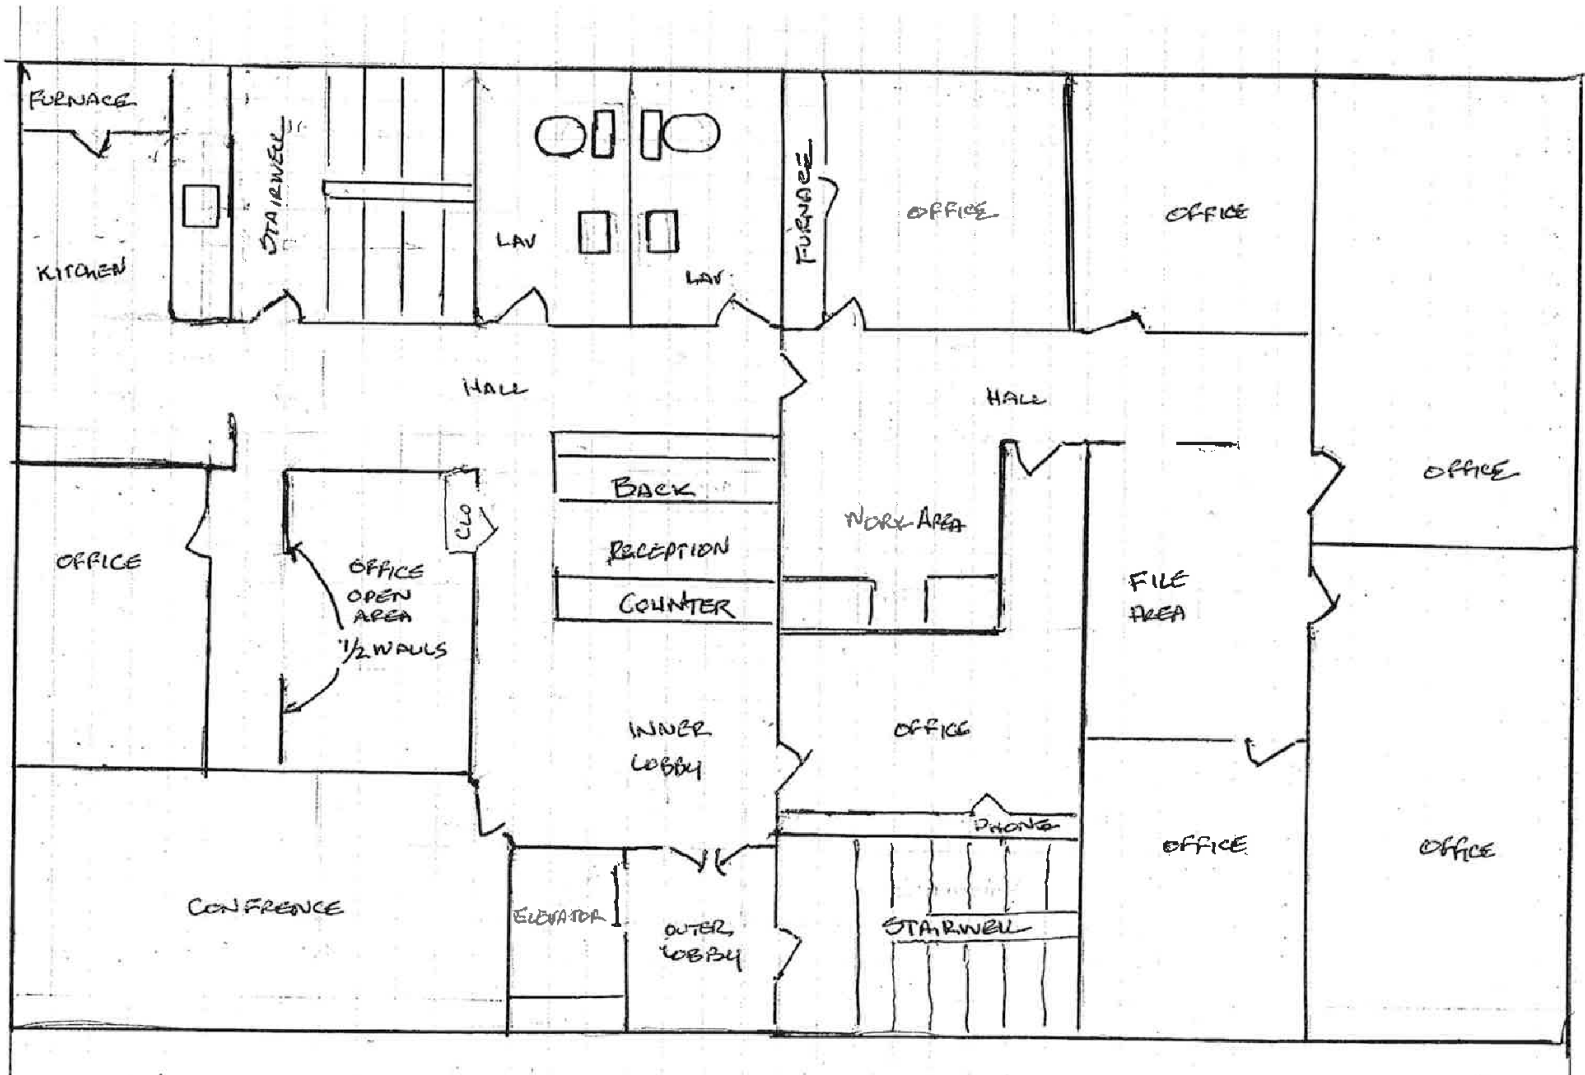 FURNACE
STAIRWELL
KITCHEN
LAV
LAV.
FURNACE
OFFICE
OFFICE
HALL
HALL
OFFICE
BACK
RECEPTION
COUNTER
WORK AREA
CLO
OFFICE
OFFICE
OPEN
AREA
1/2 WALLS
FILE
AREA
INNER
LOBBY
OFFICE
PHONE
OFFICE
OFFICE
CONFRENCE
ELEVATOR
OUTER
LOBBY
STAIRWELL